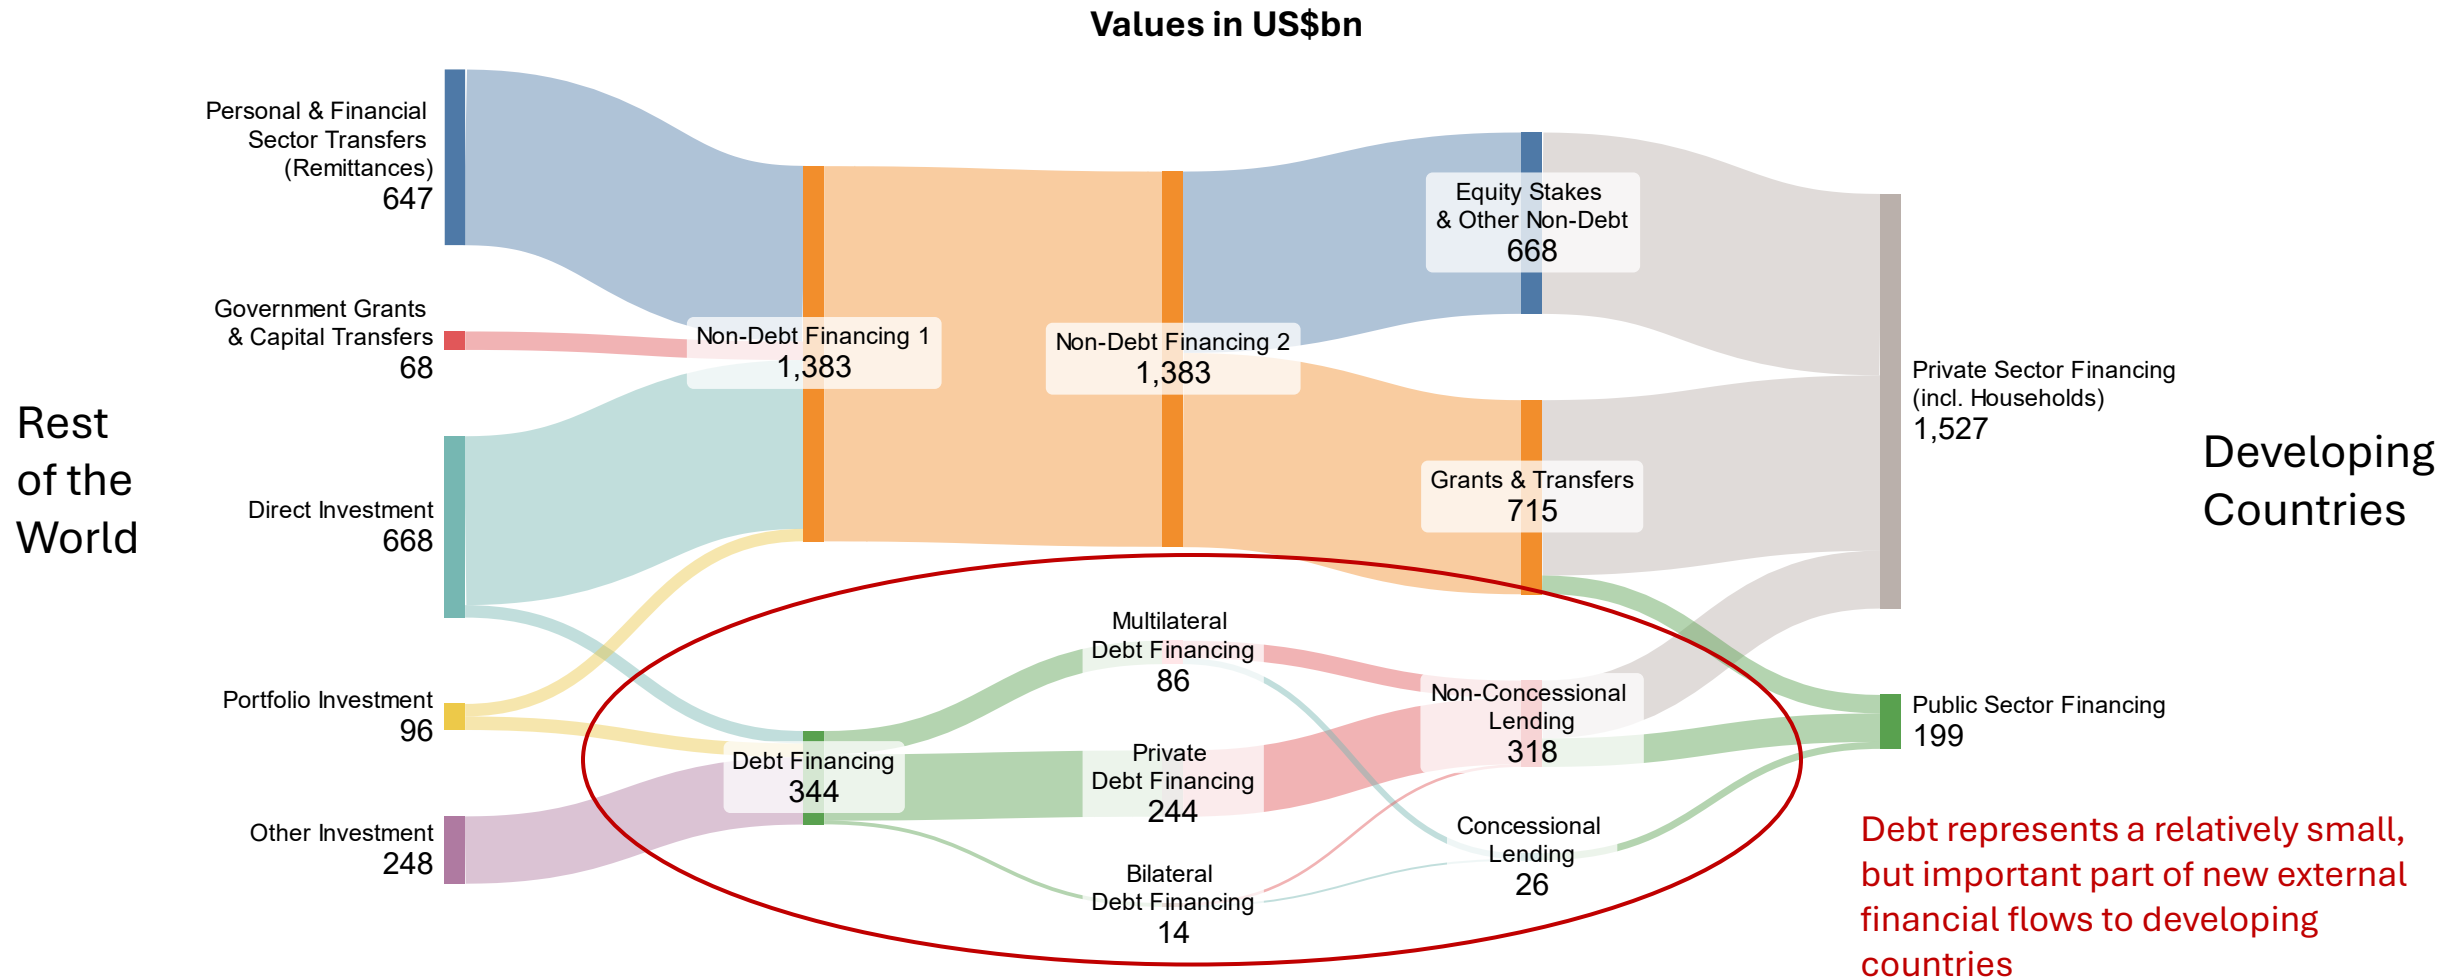 Values in US$bn
Rest
of the
World
Personal & Financial
Sector Transfers
(Remittances)
647
Government Grants
& Capital Transfers
68
Direct Investment
668
Portfolio Investment
96
Other Investment
248
Non-Debt Financing 1
1,383
Debt Financing
344
Non-Debt Financing 2
1,383
Multilateral
Debt Financing
86
Private
Debt Financing
244
Bilateral
Debt Financing
14
Equity Stakes
& Other Non-Debt
668
Grants & Transfers
715
Non-Concessional
Lending
318
Concessional
Lending
26
Private Sector Financing
(incl. Households)
1,527
Public Sector Financing
199
Developing
Countries
Debt represents a relatively small,
but important part of new external
financial flows to developing
countries